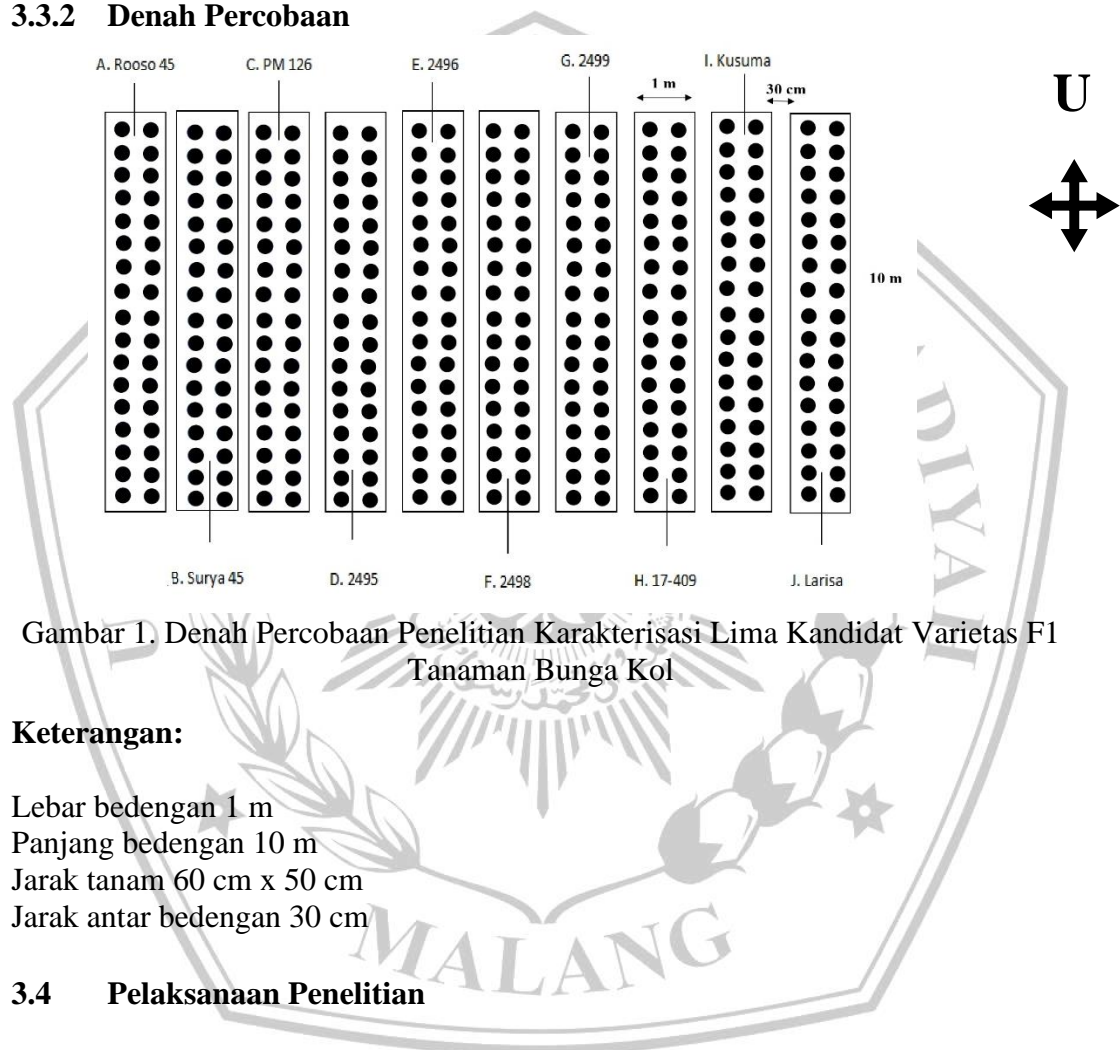 3.3.2 Denah Percobaan
A. Rooso 45 C. PM 126 E. 2496 G. 2499 I. Kusuma
1 m 30 cm U
10 m
B. Surya 45 D. 2495 F. 2498 H. 17-409 J. Larisa
Gambar 1. Denah Percobaan Penelitian Karakterisasi Lima Kandidat Varietas F1
Tanaman Bunga Kol
Keterangan:
Lebar bedengan 1 m
Panjang bedengan 10 m
Jarak tanam 60 cm x 50 cm
Jarak antar bedengan 30 cm
MALANG
3.4 Pelaksanaan Penelitian